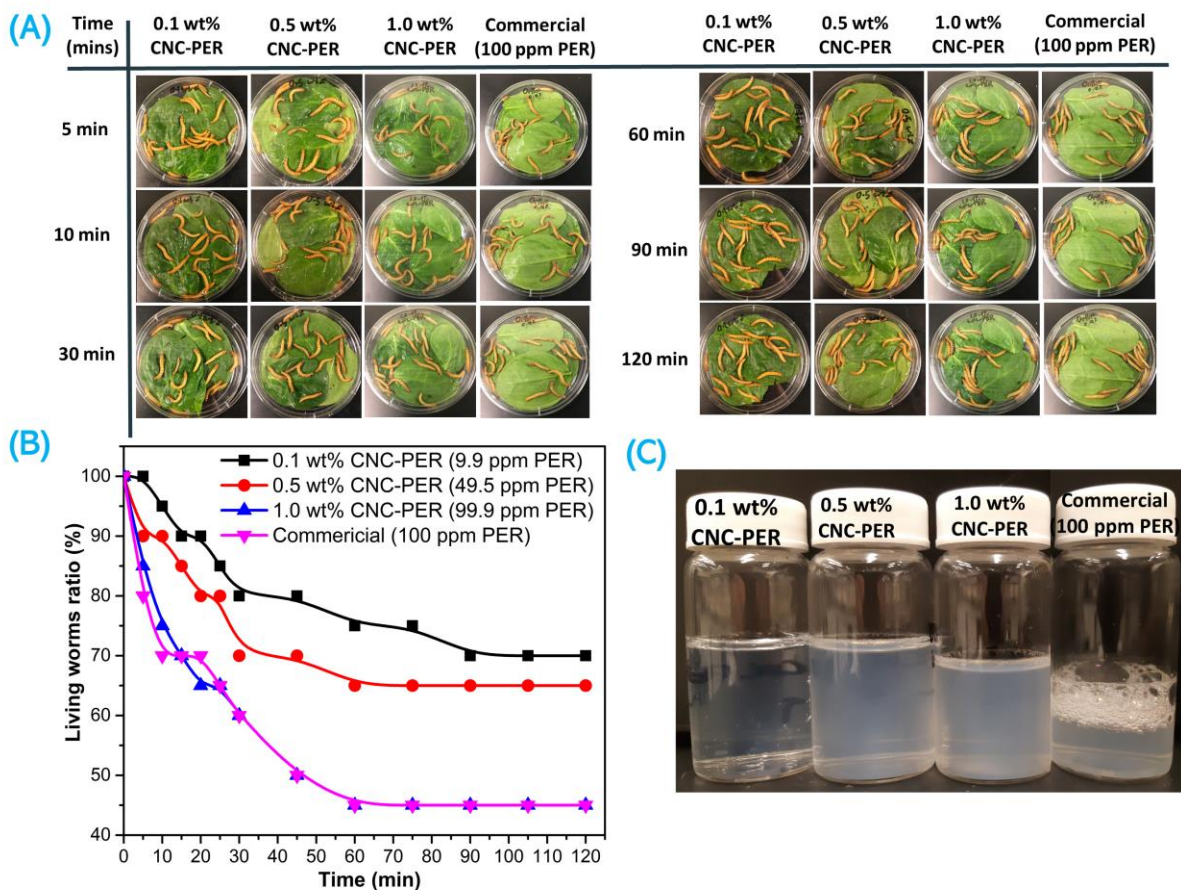 (A)
Time
(mins)
0.1 wt%
CNC-PER
0.5 wt%
CNC-PER
1.0 wt%
CNC-PER
Commercial
(100 ppm PER)
0.1 wt%
CNC-PER
0.5 wt%
CNC-PER
1.0 wt%
CNC-PER
Commercial
(100 ppm PER)
5 min
60 min
10 min
90 min
30 min
120 min
(B)
Living worms ratio (%)
100
90
80
70
60
50
40
0.1 wt% CNC-PER (9.9 ppm PER)
0.5 wt% CNC-PER (49.5 ppm PER)
1.0 wt% CNC-PER (99.9 ppm PER)
Commericial (100 ppm PER)
0 10 20 30 40 50 60 70 80 90 100 110 120
Time (min)
(C)
0.1 wt%
CNC-PER
0.5 wt%
CNC-PER
1.0 wt%
CNC-PER
Commercial
(100 ppm PER)